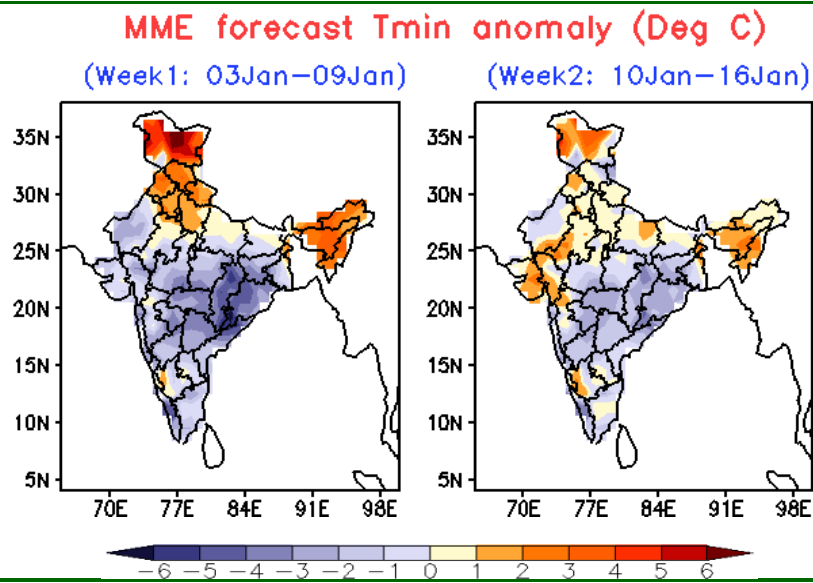 MME forecast Tmin anomaly (Deg C)
(Week1: 03Jan−09Jan) (Week2: 10Jan−16Jan)
35N 35N
30N 30N
25N 25N
20N 20N
15N 15N
10N 10N
5N 5N
70E 77E 84E 91E 98E 70E 77E 84E 91E 98E
−6 −5 −4 −3 −2 −1 0 1 2 3 4 5 6